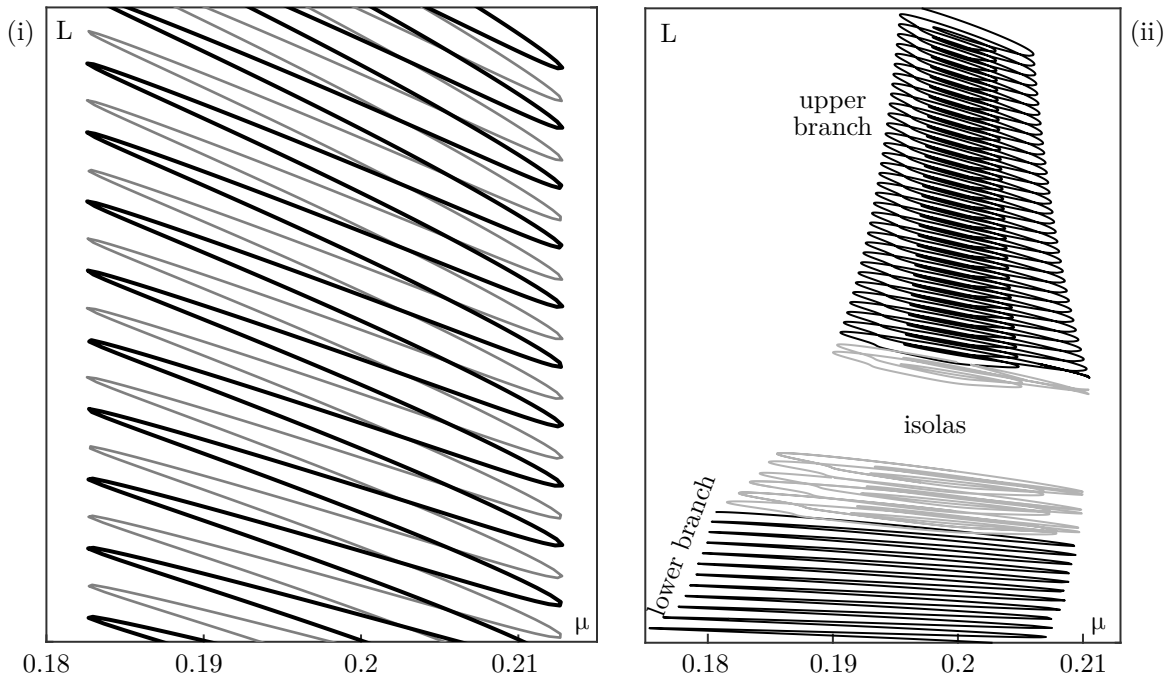 (i)
L
μ
0.18
0.19
0.2
0.21
L
(ii)
upper
branch
isolas
lower branch
μ
0.18
0.19
0.2
0.21